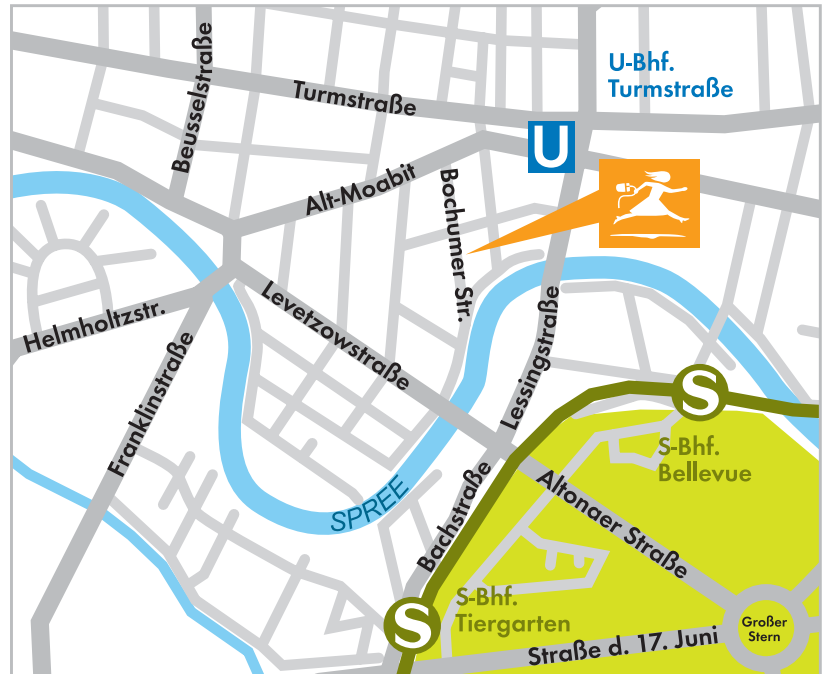 U-Bhf.
Turmstraße
Beusselstraße
Turmstraße
U
Alt-Moabit
Bochumer Str.
Helmholtzstr.
Levetzowstraße
Lessingstraße
Franklinstraße
S
S-Bhf.
Bellevue
SPREE
Bachstraße
Altonaer Straße
S
S-Bhf.
Tiergarten
Großer
Stern
Straße d. 17. Juni